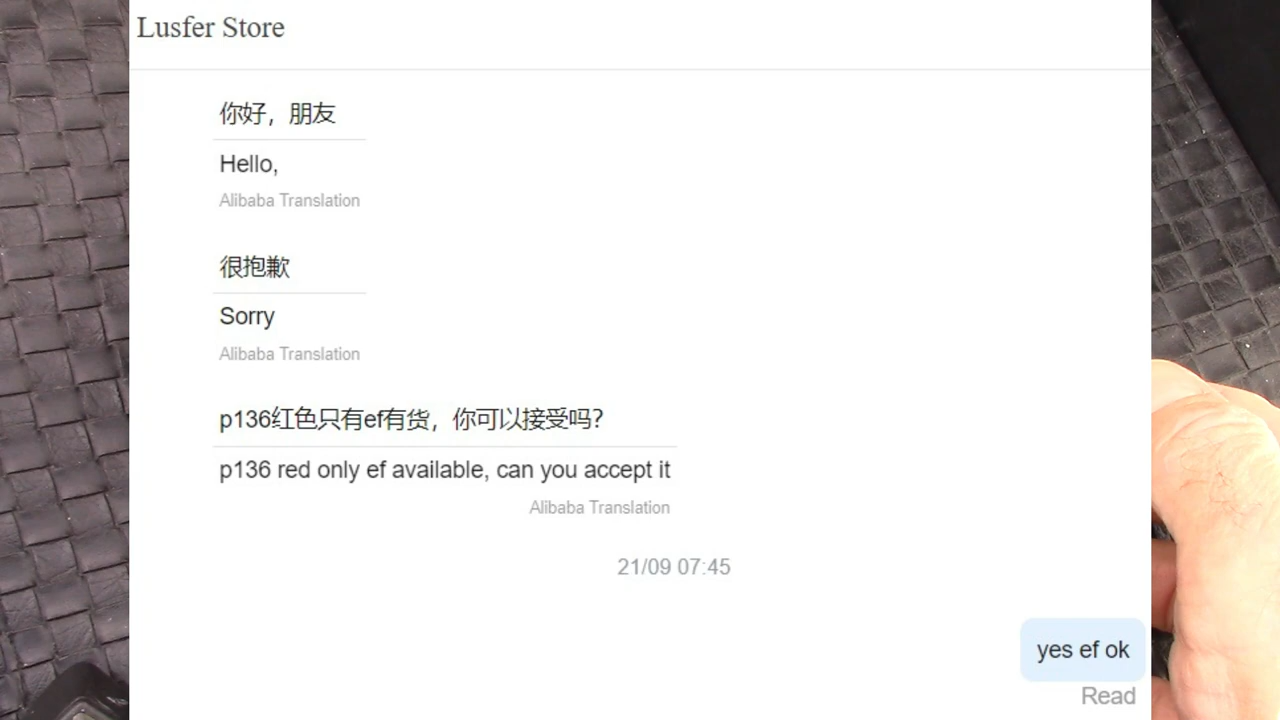 Lusfer Store
你好，朋友
Hello,
Alibaba Translation
很抱歉
Sorry
Alibaba Translation
p136红色只有ef有货，你可以接受吗？
p136 red only ef available, can you accept it
Alibaba Translation
21/09 07:45
yes ef ok
Read